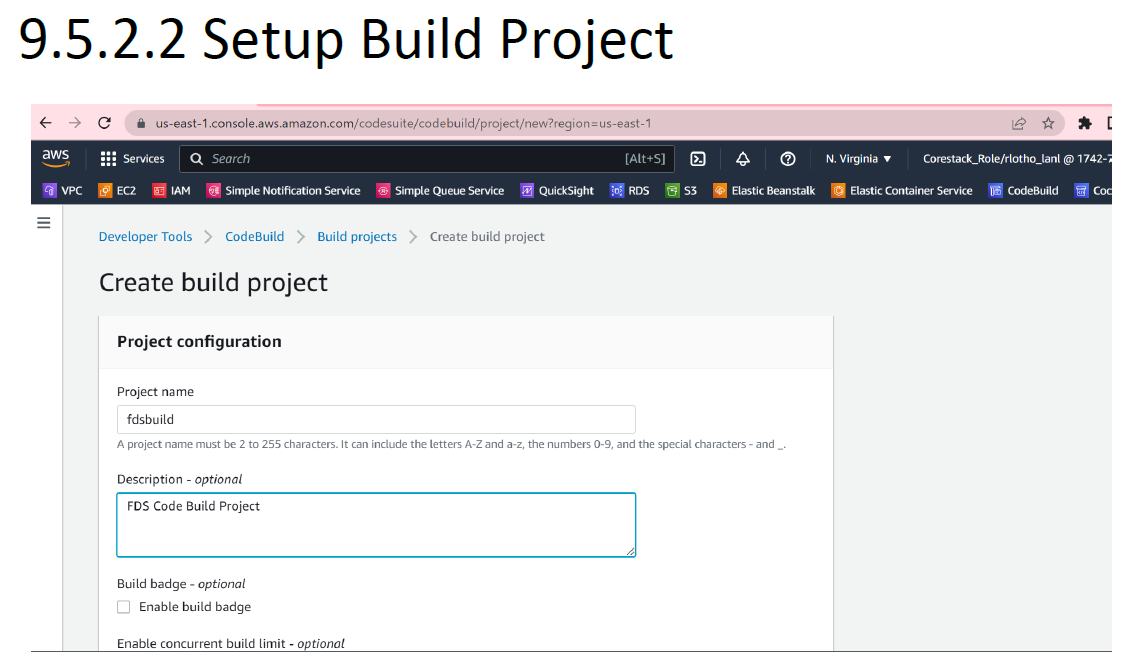 9.5.2.2 Setup Build Project
us-east-1.console.aws.amazon.com/codesuite/codebuild/project/new?region=us-east-1
aws Services Search [Alt+S] N. Virginia Corestack_Role/rlotho_lanl @ 1742-7
VPC EC2 IAM Simple Notification Service Simple Queue Service QuickSight RDS S3 Elastic Beanstalk Elastic Container Service CodeBuild Coc
Developer Tools CodeBuild Build projects Create build project
Create build project
Project configuration
Project name
fdsbuild
A project name must be 2 to 255 characters. It can include the letters A-Z and a-z, the numbers 0-9, and the special characters - and _.
Description - optional
FDS Code Build Project
Build badge - optional
Enable build badge
Enable concurrent build limit - optional